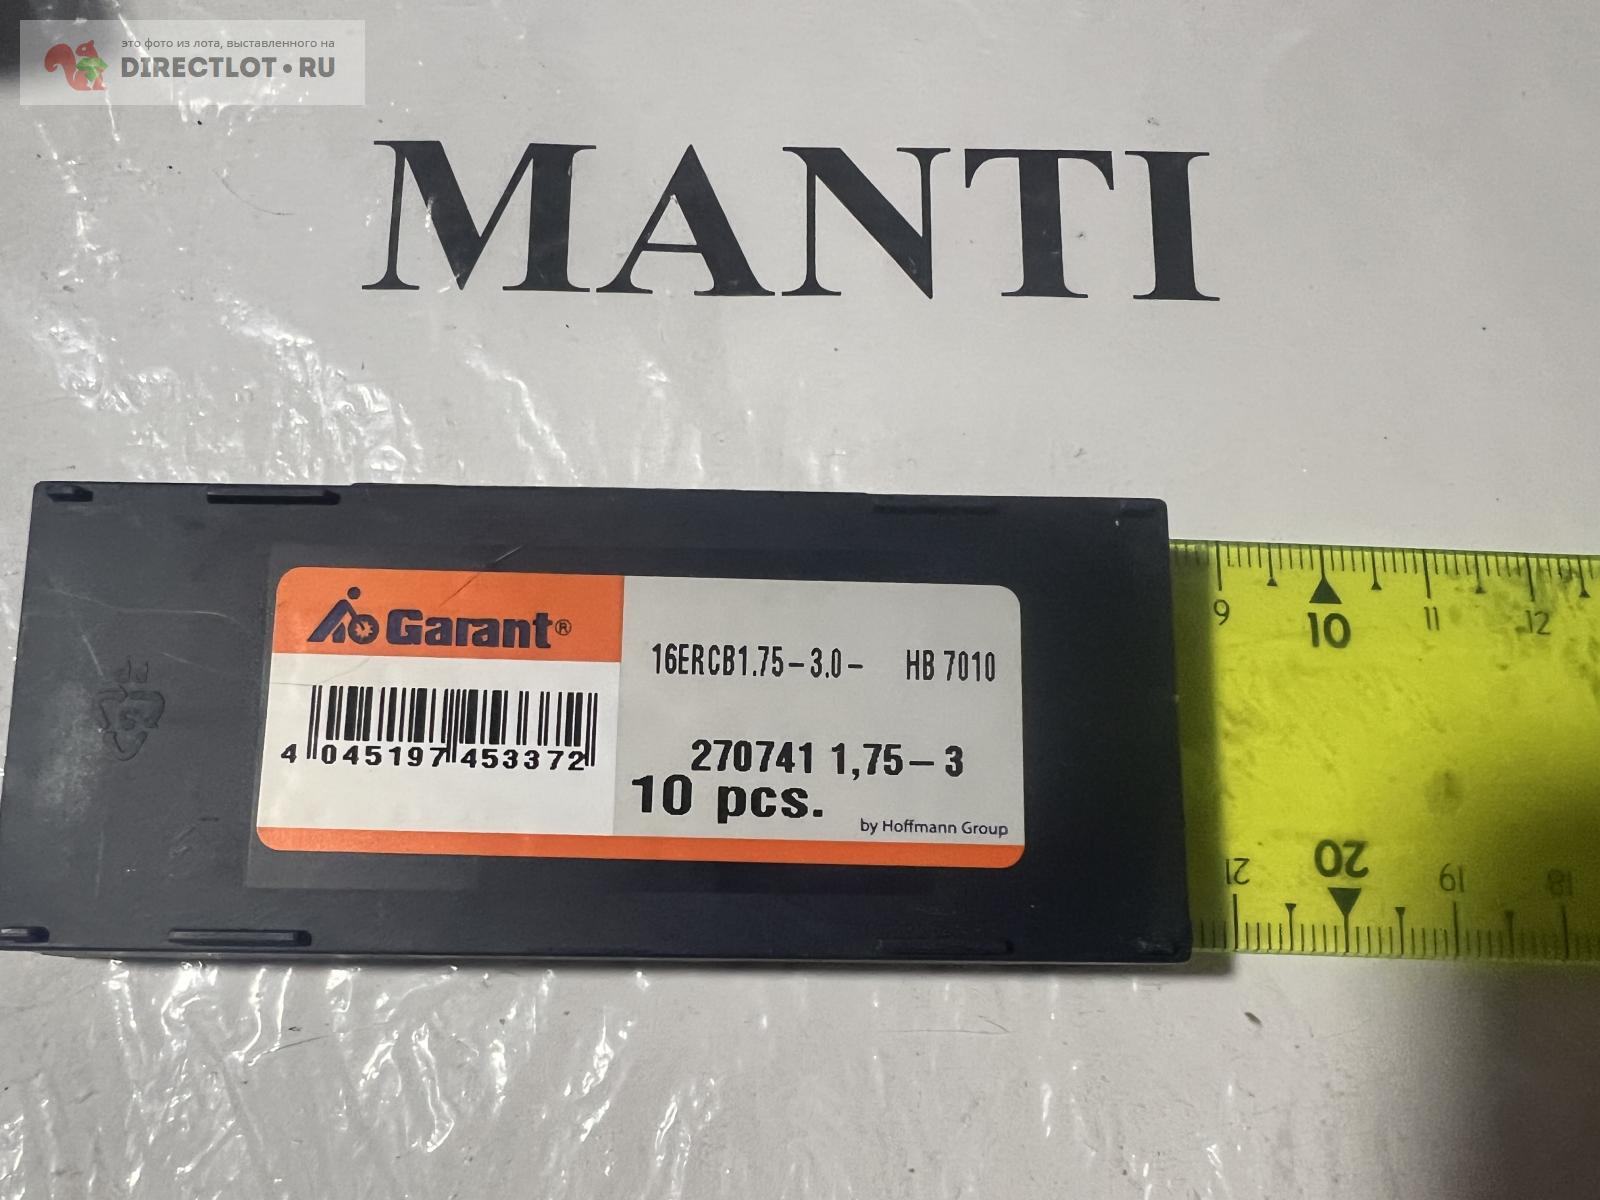 это фото из лота, выставленного на
DIRECTLOT•RU
MANTI
Garant®
16ERCB1.75-3.0- HB 7010
4 045197 453372
270741 1,75-3
10 pcs.
by Hoffmann Group
9 10 11 12
21 20 19 18